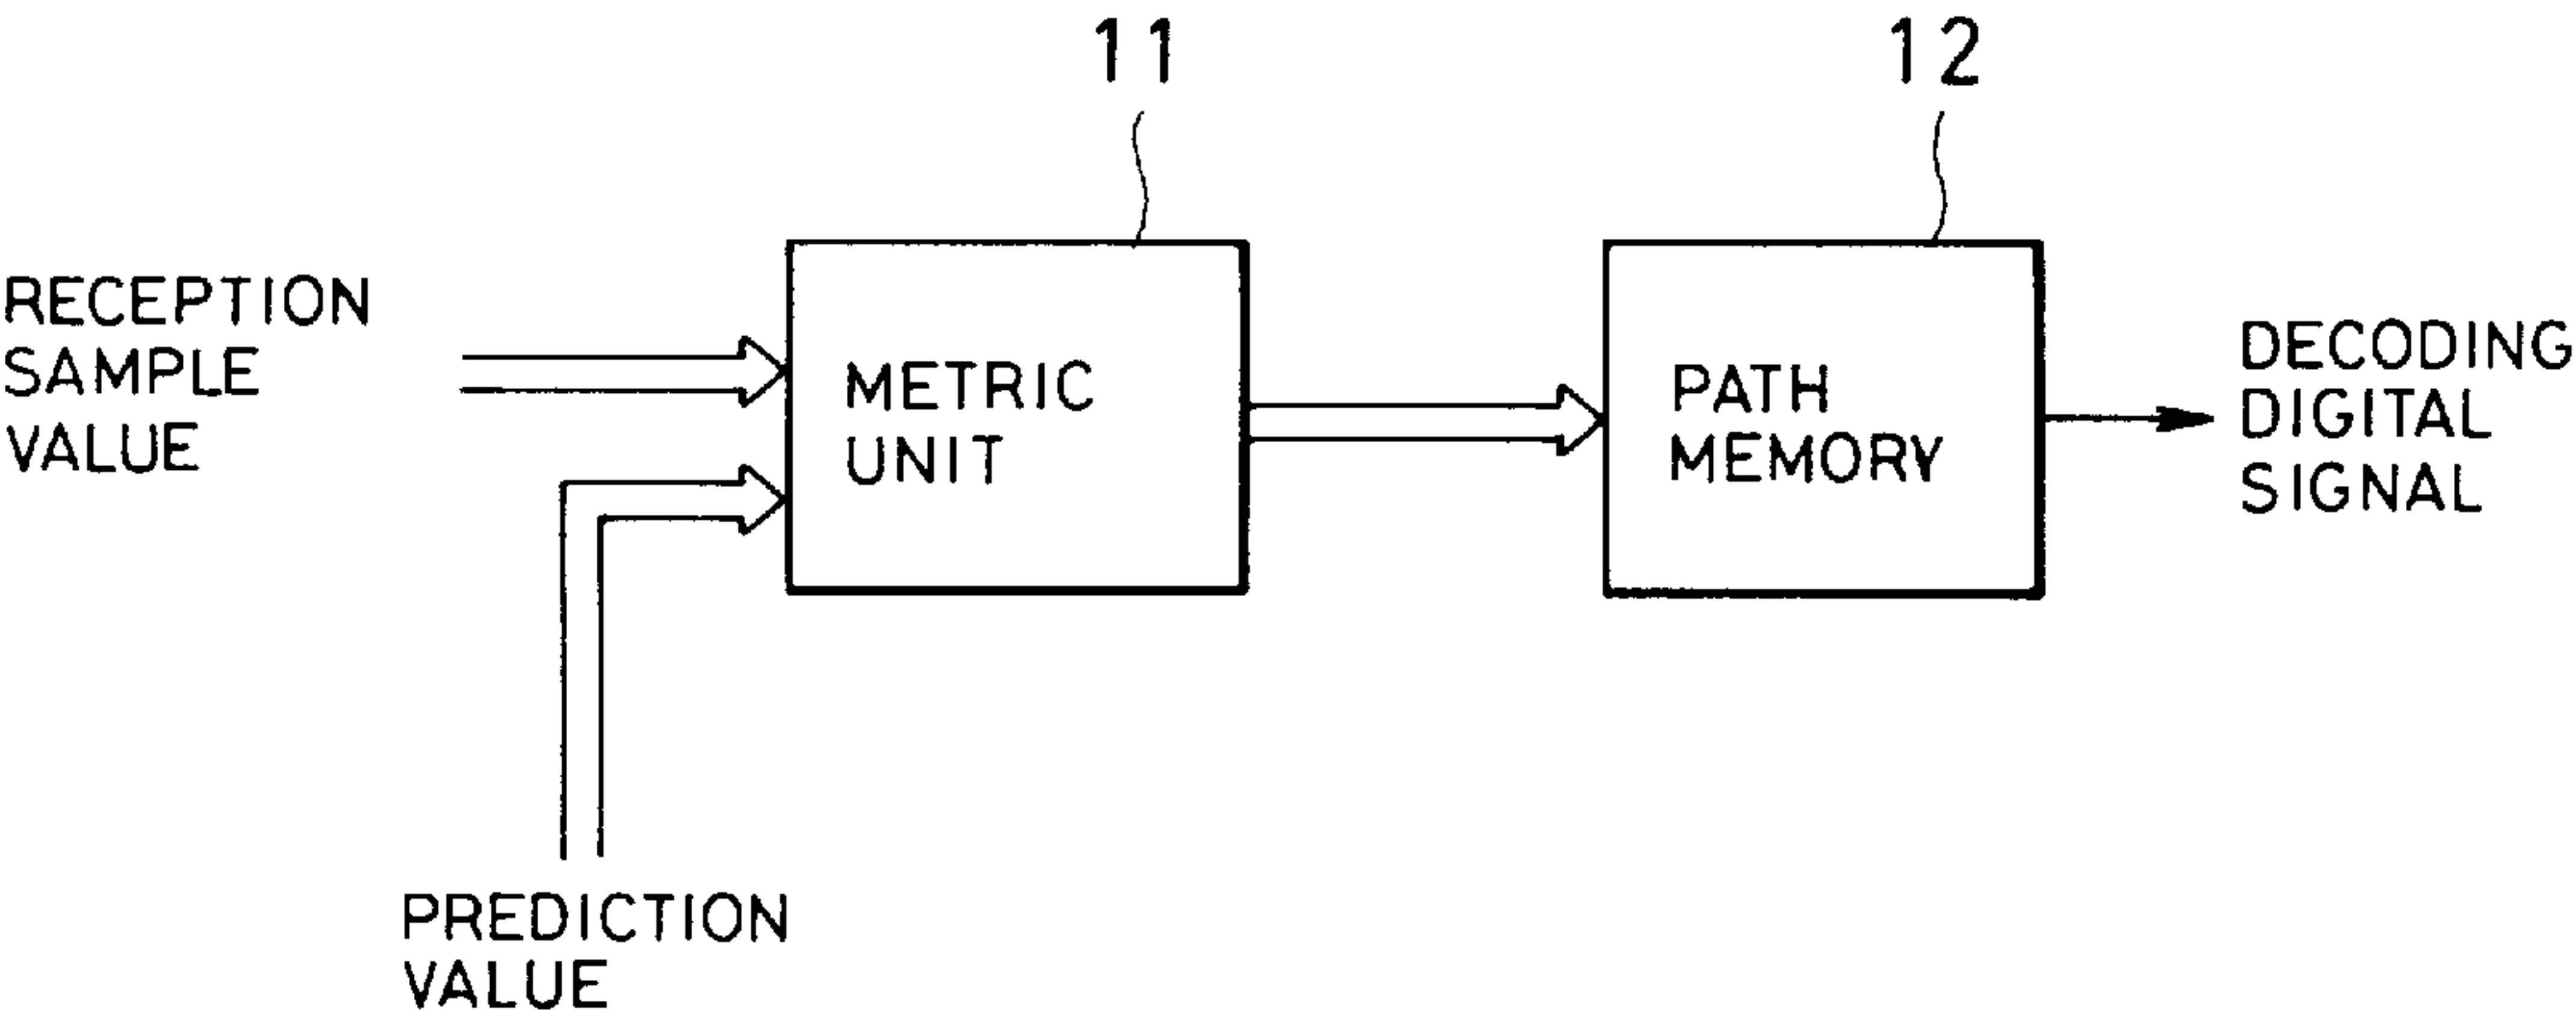 11
12
RECEPTION
SAMPLE
VALUE
METRIC
UNIT
PATH
MEMORY
DECODING
DIGITAL
SIGNAL
PREDICTION
VALUE